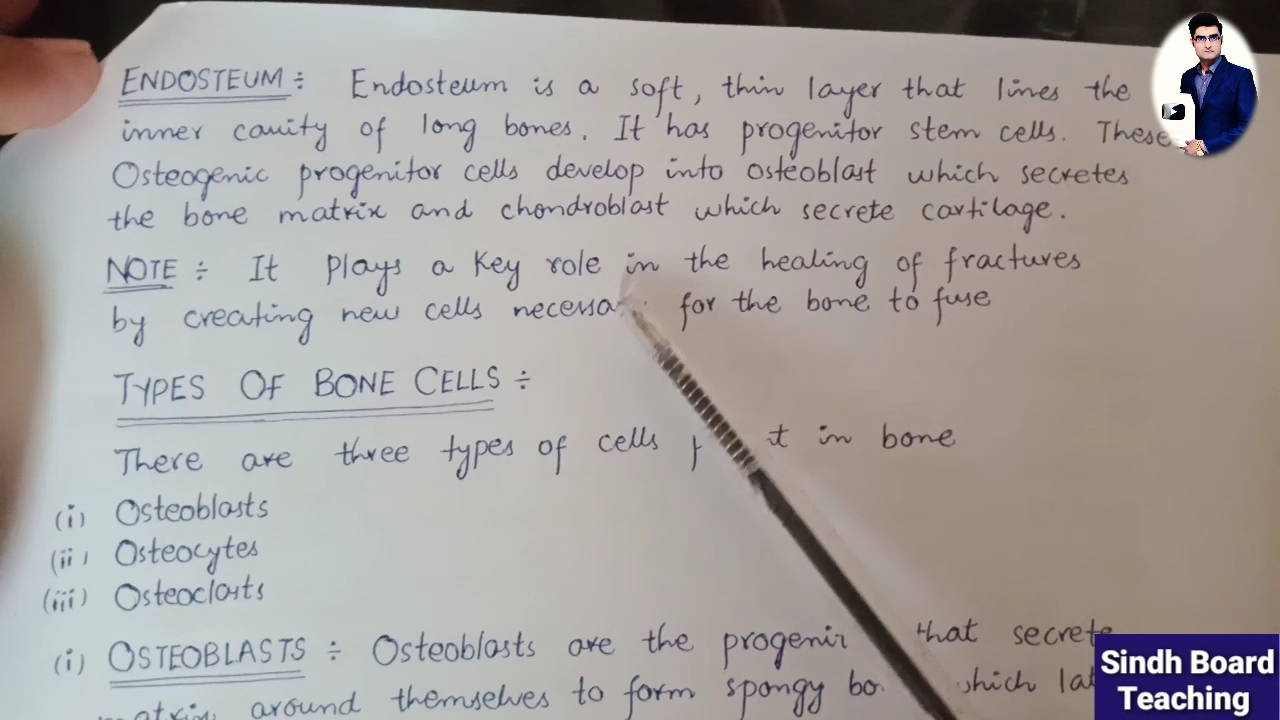 ENDOSTEUM ÷ Endosteum is a soft, thin layer that lines the
inner cavity of long bones. It has progenitor stem cells. These
Osteogenic progenitor cells develop into osteoblast which secretes
the bone matrix and chondroblast which secrete cartilage.
NOTE ÷ It plays a key role in the healing of fractures
by creating new cells for the bone to fuse
TYPES OF BONE CELLS ÷
There are three types of cells in bone
(i) Osteoblasts
(ii) Osteocytes
(iii) Osteoclasts
(i) OSTEOBLASTS ÷ Osteoblasts are the that secrete
matrix around themselves to form spongy which
Sindh Board
Teaching